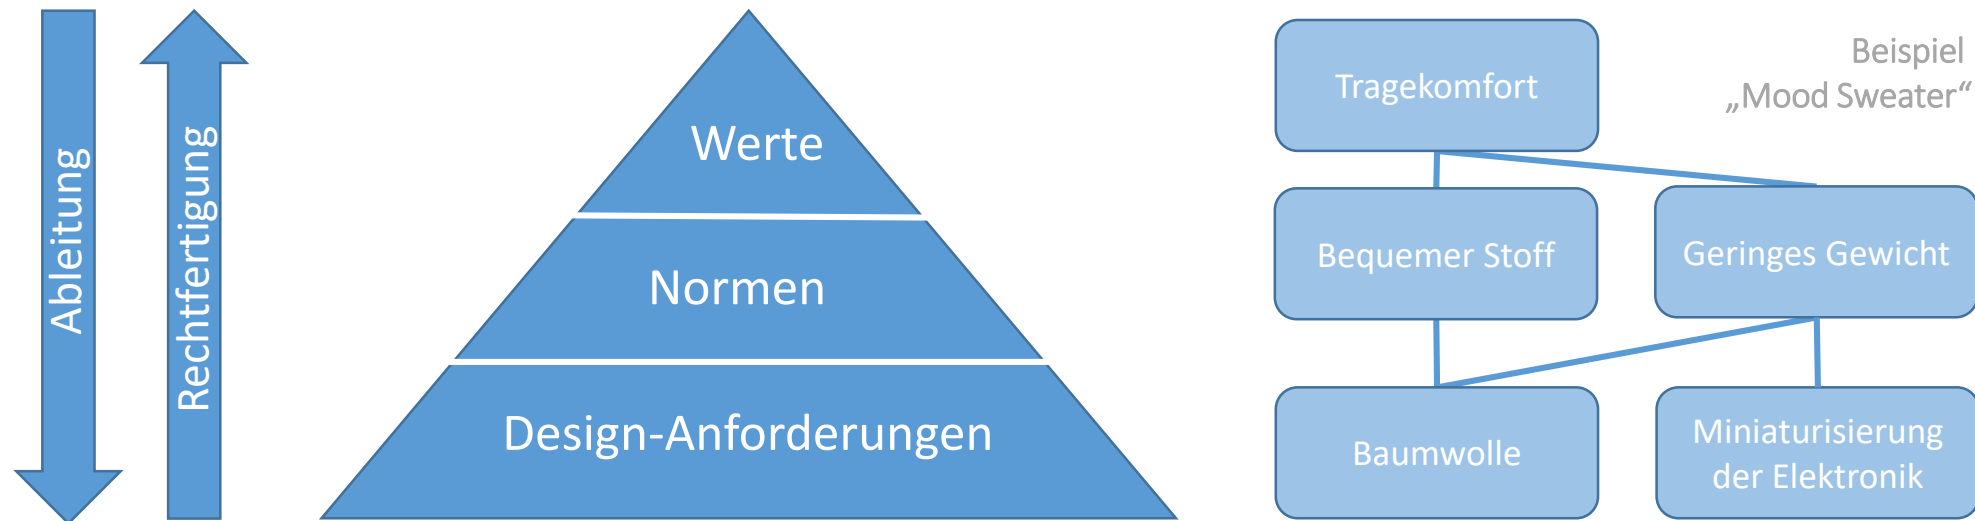 Ableitung
Rechtfertigung
Werte
Normen
Design-Anforderungen
Beispiel
„Mood Sweater“
Tragekomfort
Bequemer Stoff
Geringes Gewicht
Baumwolle
Miniaturisierung
der Elektronik